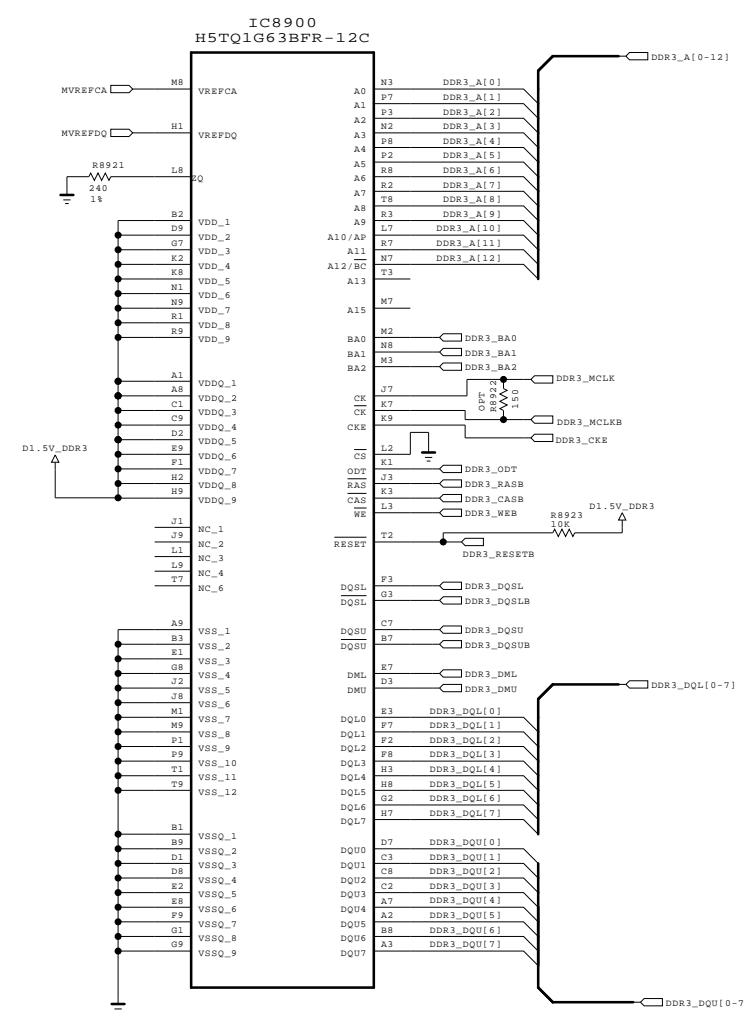 IC8900
H5TQ1G63BFR-12C
MVREFCA M8 VREFCA
MVREFDQ H1 VREFDQ
R8921
240
1%
L8 ZQ
B2 VDD_1
D9 VDD_2
G7 VDD_3
K2 VDD_4
K8 VDD_5
N1 VDD_6
N9 VDD_7
R1 VDD_8
R9 VDD_9
A1 VDDQ_1
A8 VDDQ_2
C1 VDDQ_3
C9 VDDQ_4
D2 VDDQ_5
E9 VDDQ_6
F1 VDDQ_7
H2 VDDQ_8
H9 VDDQ_9
D1.5V_DDR3
J1 NC_1
J9 NC_2
L1 NC_3
L9 NC_4
T7 NC_6
A9 VSS_1
B3 VSS_2
E1 VSS_3
G8 VSS_4
J2 VSS_5
J8 VSS_6
M1 VSS_7
M9 VSS_8
P1 VSS_9
P9 VSS_10
T1 VSS_11
T9 VSS_12
B1 VSSQ_1
B9 VSSQ_2
D1 VSSQ_3
D8 VSSQ_4
E2 VSSQ_5
E8 VSSQ_6
F9 VSSQ_7
G1 VSSQ_8
G9 VSSQ_9
A0 N3 DDR3_A[0]
A1 P7 DDR3_A[1]
A2 P3 DDR3_A[2]
A3 N2 DDR3_A[3]
A4 P8 DDR3_A[4]
A5 P2 DDR3_A[5]
A6 R8 DDR3_A[6]
A7 R2 DDR3_A[7]
A8 T8 DDR3_A[8]
A9 R3 DDR3_A[9]
A10/AP L7 DDR3_A[10]
A11 R7 DDR3_A[11]
A12/BC N7 DDR3_A[12]
A13 T3
A15 M7
DDR3_A[0-12]
BA0 M2 DDR3_BA0
BA1 N8 DDR3_BA1
BA2 M3 DDR3_BA2
CK J7 DDR3_MCLK
CK K7 DDR3_MCLKB
CKE K9 DDR3_CKE
OPT
R8922
150
CS L2
ODT K1 DDR3_ODT
RAS J3 DDR3_RASB
CAS K3 DDR3_CASB
WE L3 DDR3_WEB
RESET T2 DDR3_RESETB
R8923
10K
D1.5V_DDR3
DQSL F3 DDR3_DQSL
DQSL G3 DDR3_DQSLB
DQSU C7 DDR3_DQSU
DQSU B7 DDR3_DQSUB
DML E7 DDR3_DML
DMU D3 DDR3_DMU
DQL0 E3 DDR3_DQL[0]
DQL1 F7 DDR3_DQL[1]
DQL2 F2 DDR3_DQL[2]
DQL3 F8 DDR3_DQL[3]
DQL4 H3 DDR3_DQL[4]
DQL5 H8 DDR3_DQL[5]
DQL6 G2 DDR3_DQL[6]
DQL7 H7 DDR3_DQL[7]
DDR3_DQL[0-7]
DQU0 D7 DDR3_DQU[0]
DQU1 C3 DDR3_DQU[1]
DQU2 C8 DDR3_DQU[2]
DQU3 C2 DDR3_DQU[3]
DQU4 A7 DDR3_DQU[4]
DQU5 A2 DDR3_DQU[5]
DQU6 B8 DDR3_DQU[6]
DQU7 A3 DDR3_DQU[7]
DDR3_DQU[0-7